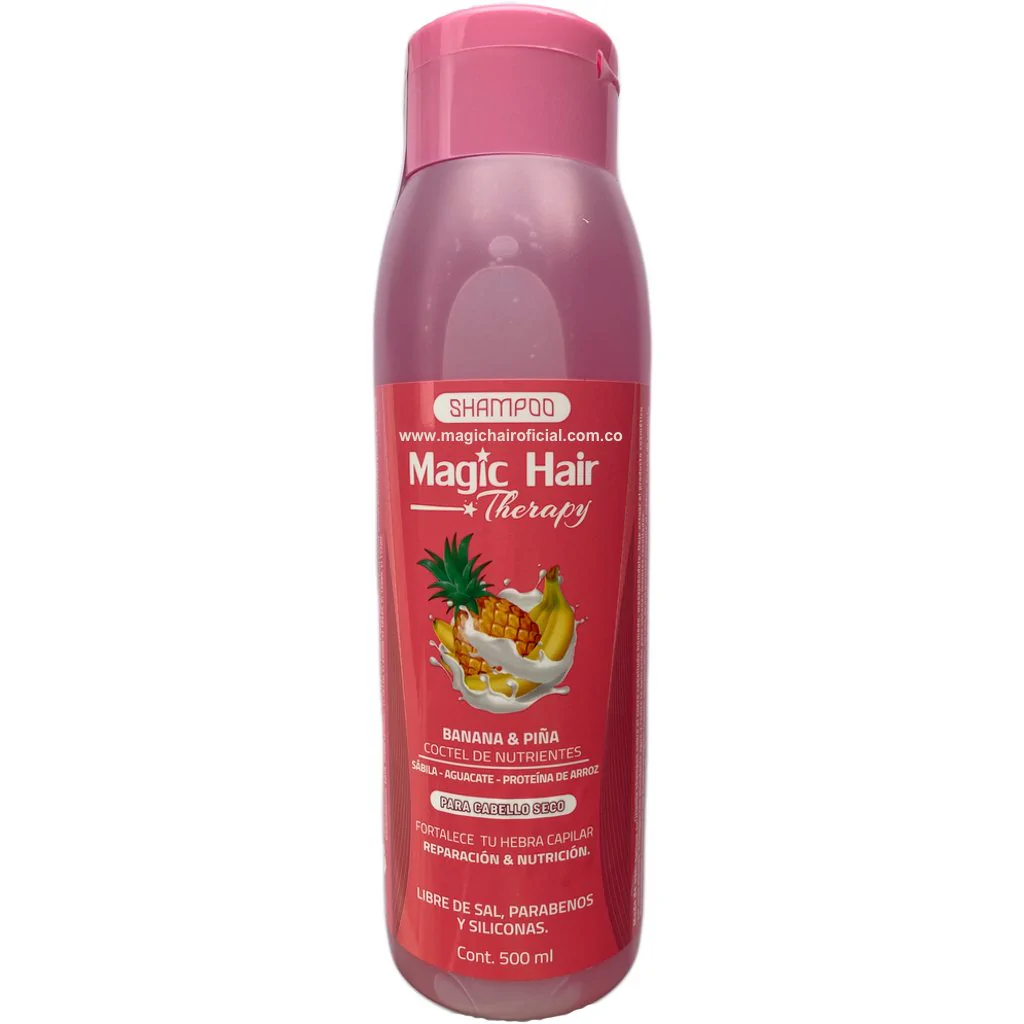 SHAMPOO
www.magichairoficial.com.co
Magic Hair
Therapy
BANANA & PIÑA
COCTEL DE NUTRIENTES
SÁBILA - AGUACATE - PROTEÍNA DE ARROZ
PARA CABELLO SECO
FORTALECE TU HEBRA CAPILAR
REPARACIÓN & NUTRICIÓN.
LIBRE DE SAL, PARABENOS
Y SILICONAS.
Cont. 500 ml